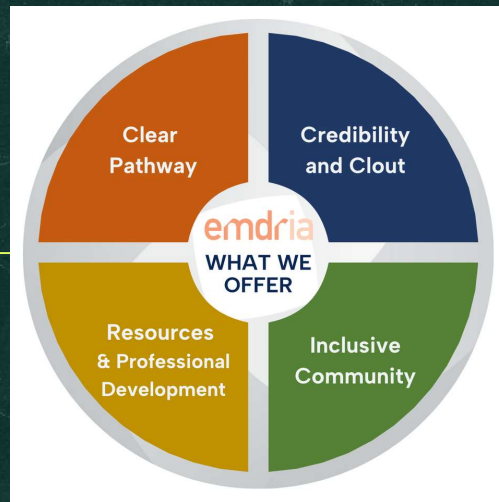 Clear
Pathway
Credibility
and Clout
emdria
WHAT WE
OFFER
Resources
& Professional
Development
Inclusive
Community